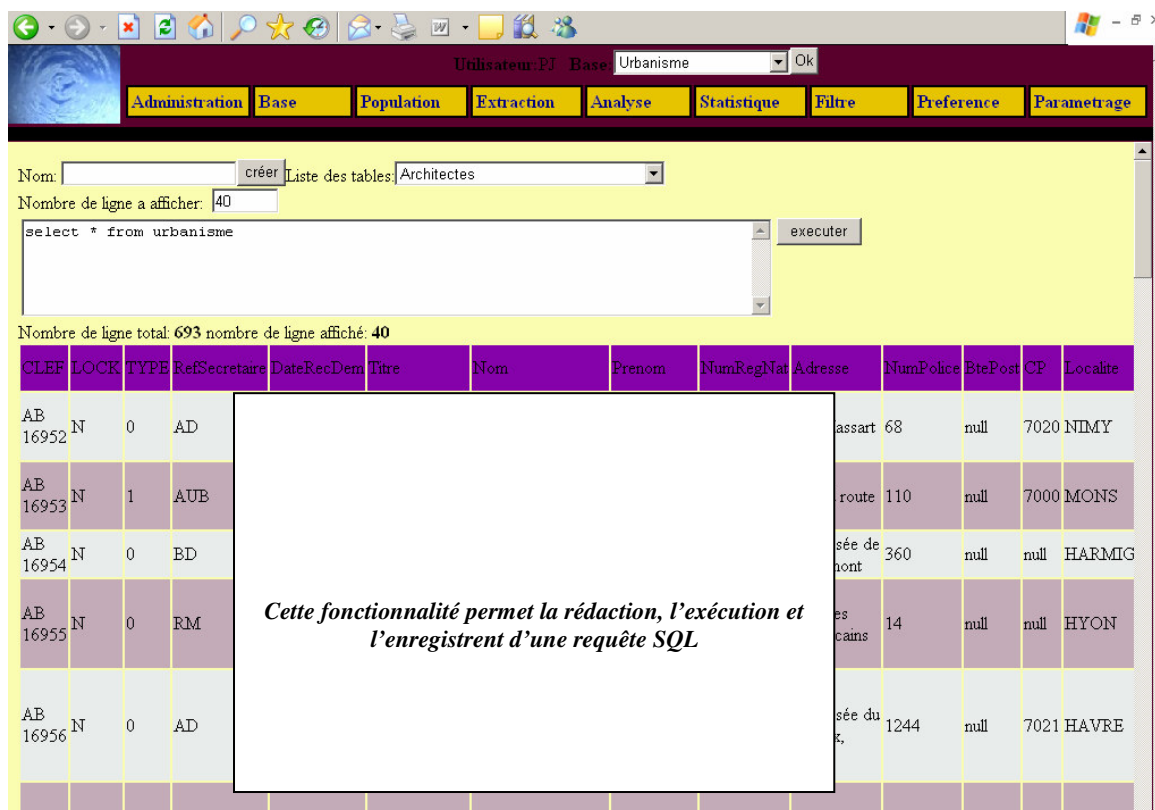 Utilisateur:PJ Base: Urbanisme Ok
Administration Base Population Extraction Analyse Statistique Filtre Preference Parametrage
Nom: créer Liste des tables: Architectes
Nombre de ligne a afficher: 40
select * from urbanisme executer
Nombre de ligne total: 693 nombre de ligne affiché: 40
CLEF LOCK TYPE RefSecretaire DateRecDem Titre Nom Prenom NumRegNat Adresse NumPolice BtePost CP Localite
AB 
16952 N 0 AD assart 68 null 7020 NIMY
AB
16953 N 1 AUB route 110 null 7000 MONS
AB sée de
16954 N 0 BD mont 360 null null HARMIG
Cette fonctionnalité permet la rédaction, l'exécution et
l'enregistrent d'une requête SQL
AB es
16955 N 0 RM cains 14 null null HYON
AB sée du
16956 N 0 AD x, 1244 null 7021 HAVRE